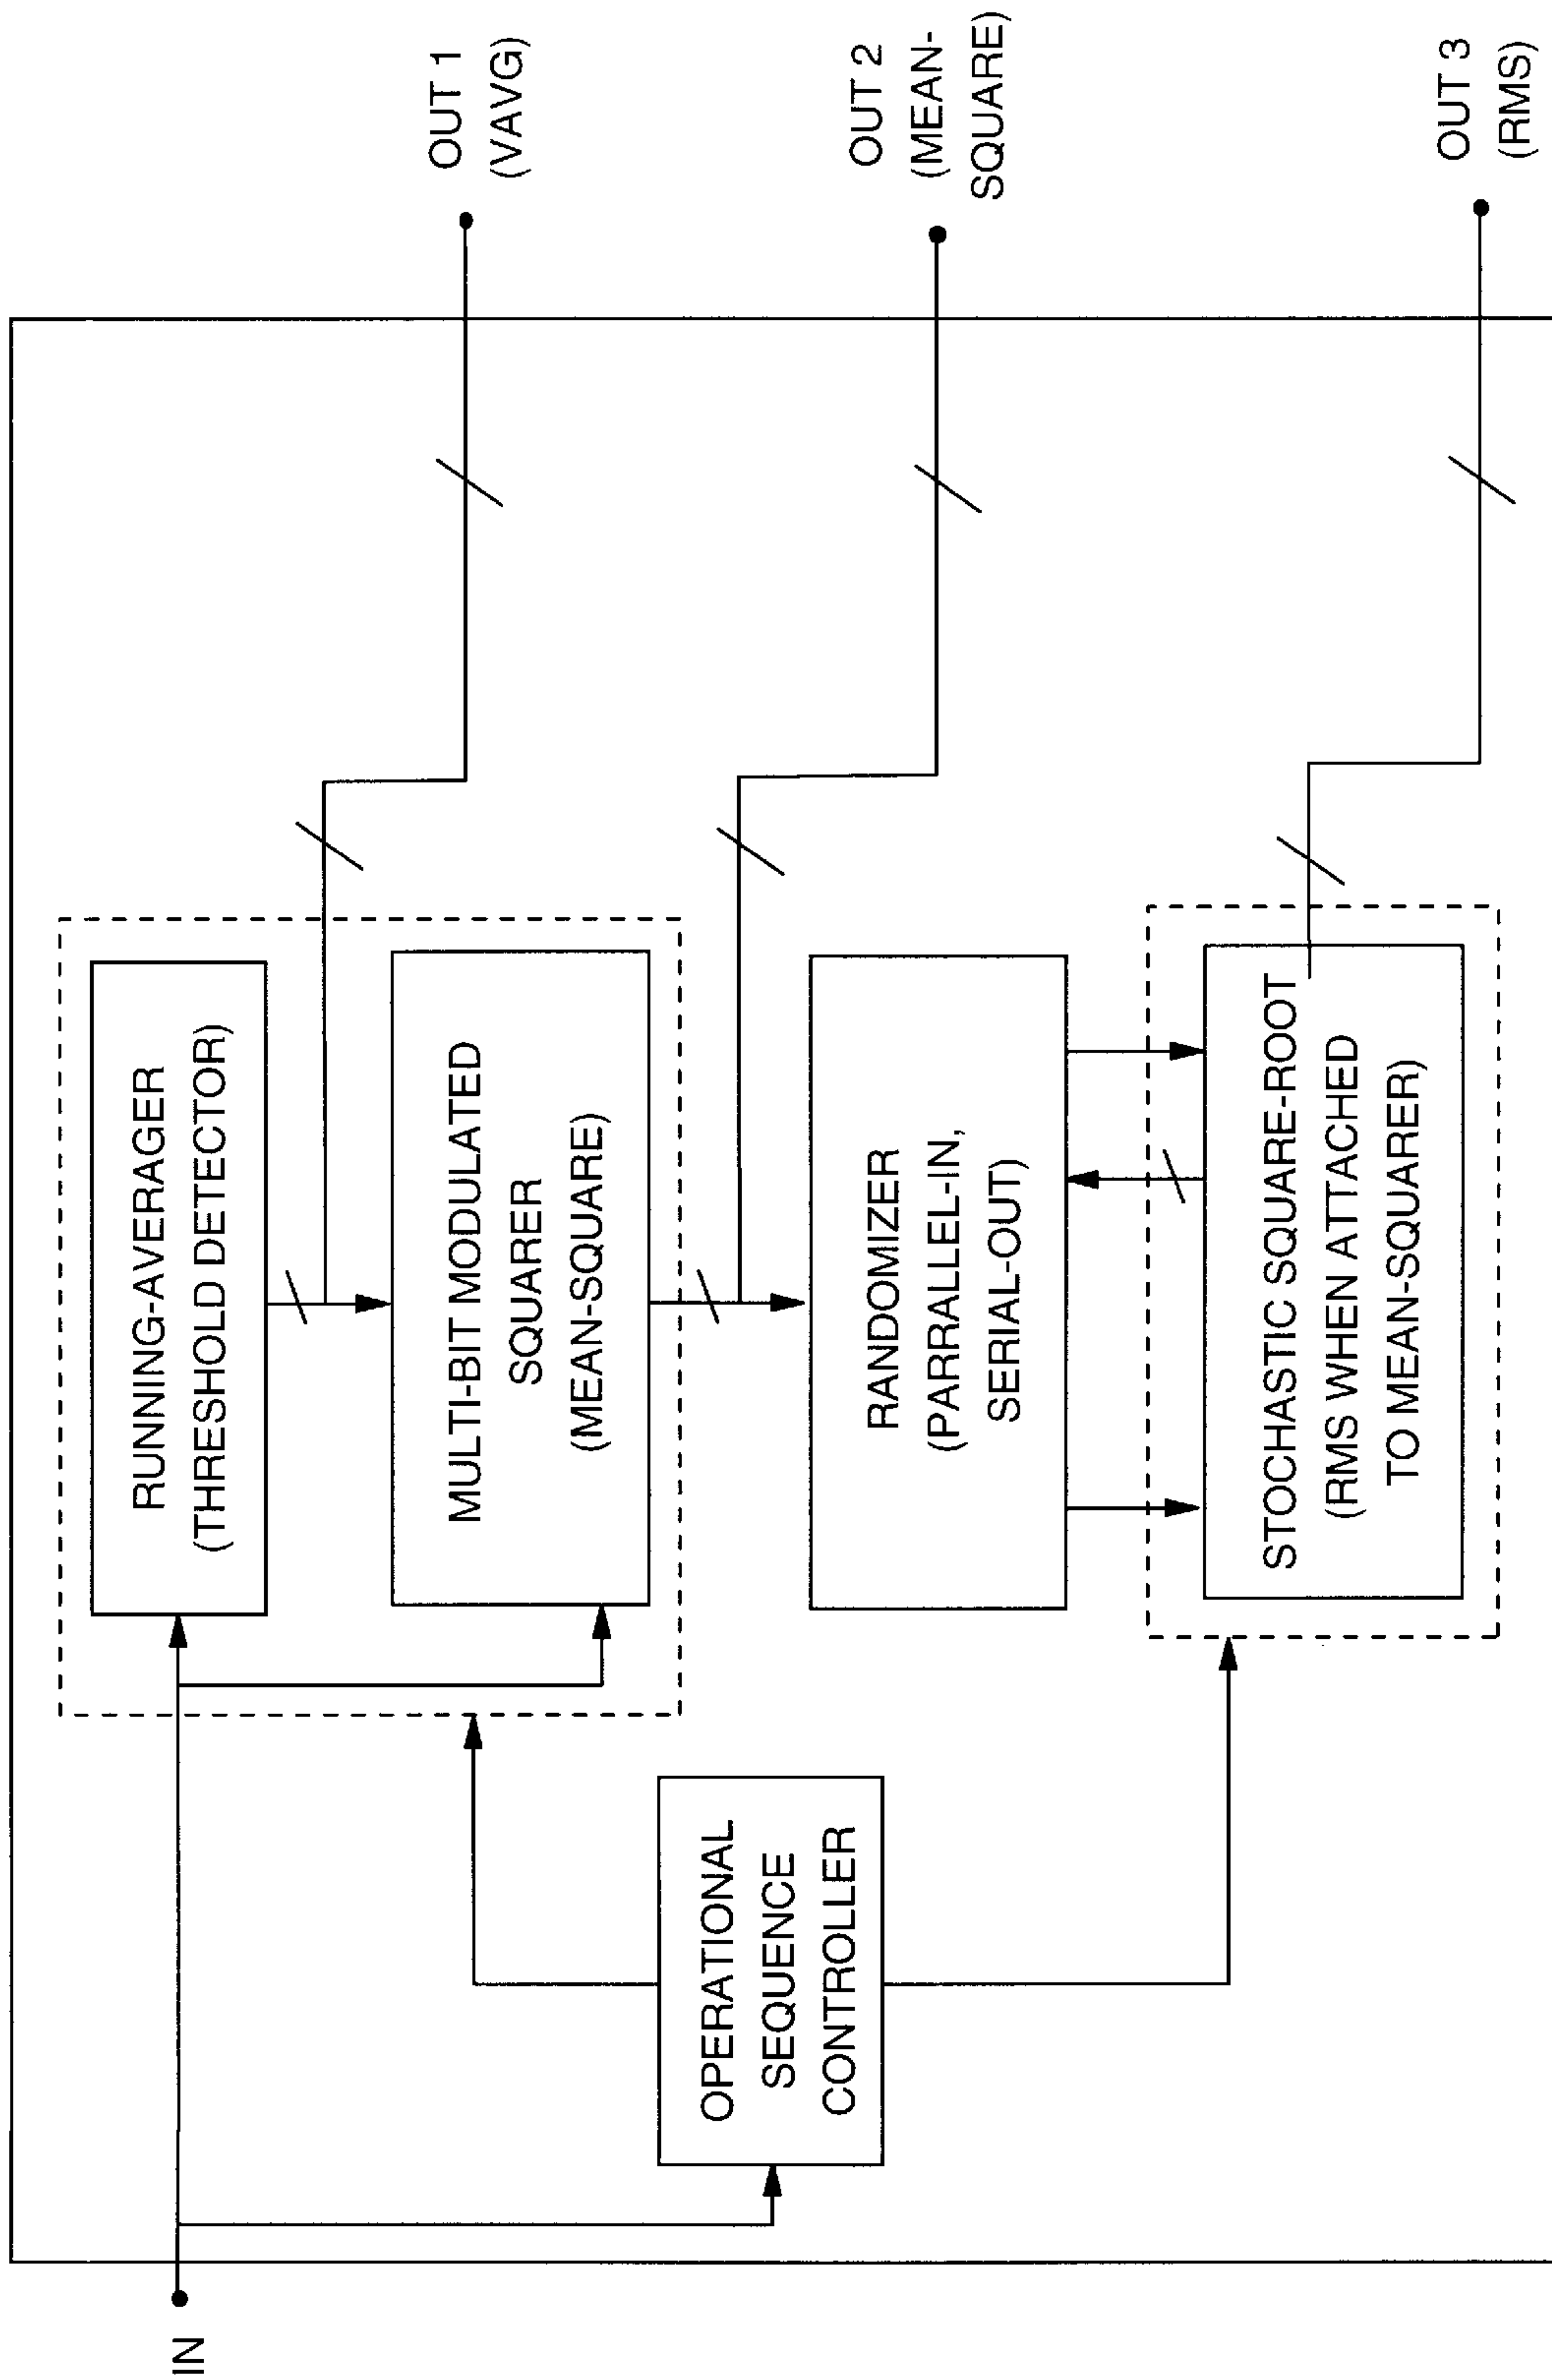 IN
RUNNING-AVERAGER
(THRESHOLD DETECTOR)
MULTI-BIT MODULATED
SQUARER
(MEAN-SQUARE)
OPERATIONAL
SEQUENCE
CONTROLLER
RANDOMIZER
(PARRALLEL-IN,
SERIAL-OUT)
STOCHASTIC SQUARE-ROOT
(RMS WHEN ATTACHED
TO MEAN-SQUARER)
OUT 1
(VAVG)
OUT 2
(MEAN-
SQUARE)
OUT 3
(RMS)